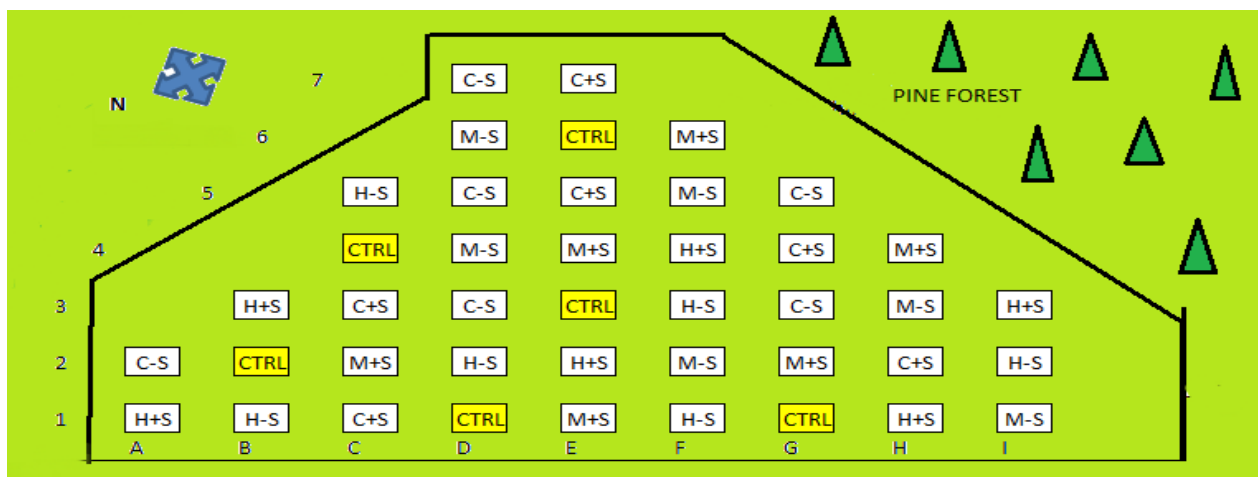 7 C-S C+S PINE FOREST
N
6 M-S CTRL M+S
5 H-S C-S C+S M-S C-S
4 CTRL M-S M+S H+S C+S M+S
3 H+S C+S C-S CTRL H-S C-S M-S H+S
2 C-S CTRL M+S H-S H+S M-S M+S C+S H-S
1 H+S H-S C+S CTRL M+S H-S CTRL H+S M-S
A B C D E F G H I